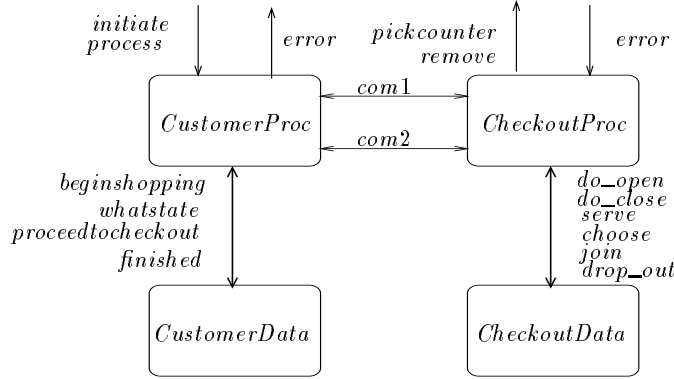 initiate
process
error
pickcounter
remove
error
CustomerProc
com1
com2
CheckoutProc
beginshopping
whatstate
proceedtocheckout
finished
do_open
do_close
serve
choose
join
drop_out
CustomerData
CheckoutData